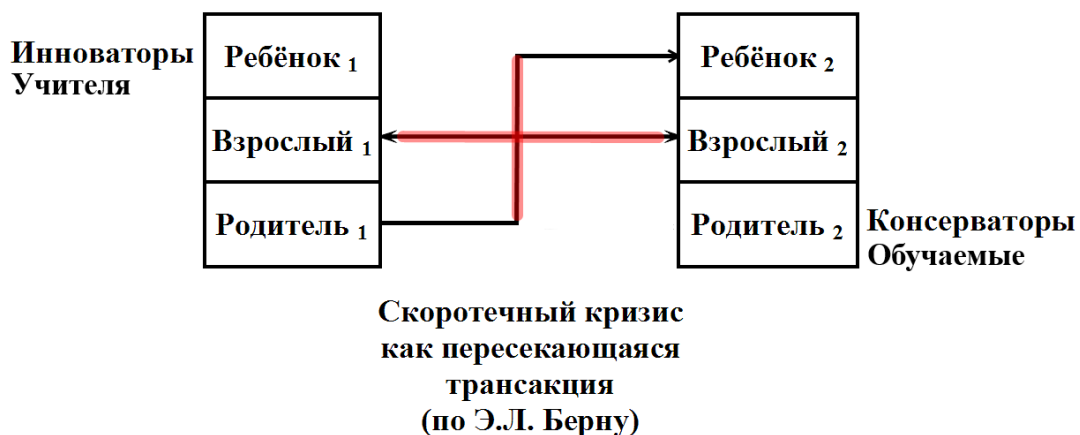 Инноваторы
Учителя
Ребёнок 1
Взрослый 1
Родитель 1
Ребёнок 2
Взрослый 2
Родитель 2
Консерваторы
Обучаемые
Скоротечный кризис
как пересекающаяся
трансакция
(по Э.Л. Берну)